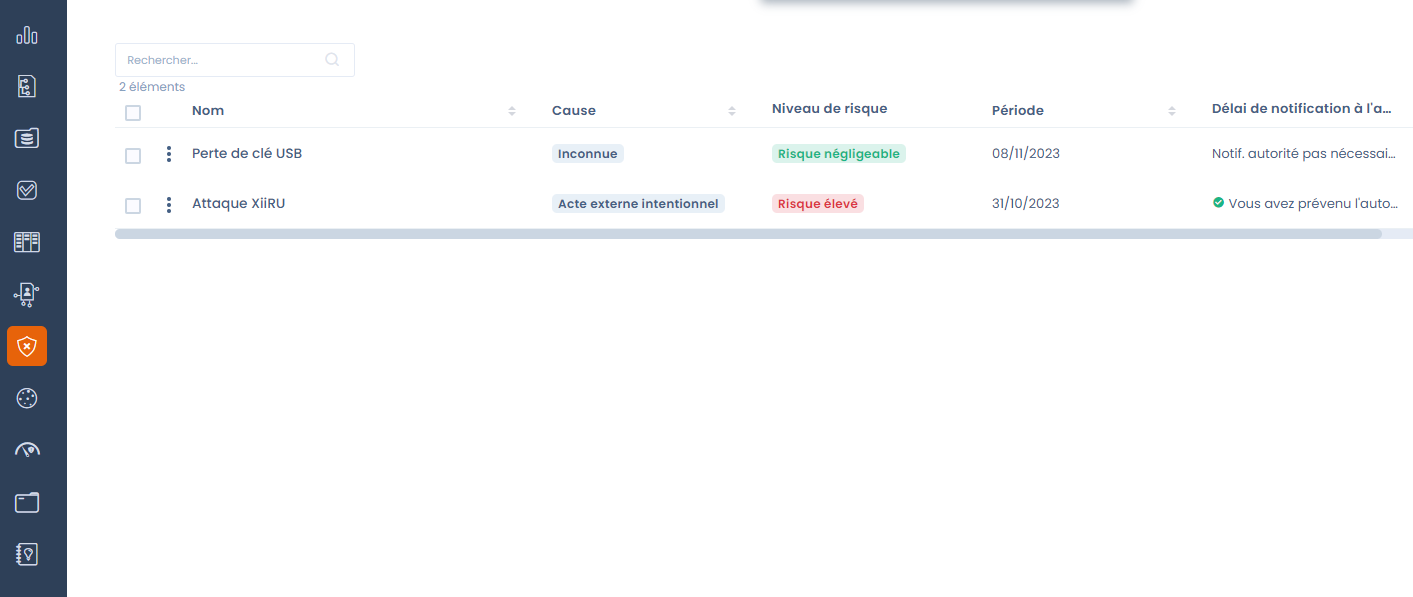 Rechercher...
2 éléments
Nom Cause Niveau de risque Période Délai de notification à l'a...
Perte de clé USB Inconnue Risque négligeable 08/11/2023 Notif. autorité pas nécessai...
Attaque XiiRU Acte externe intentionnel Risque élevé 31/10/2023 Vous avez prévenu l'auto...